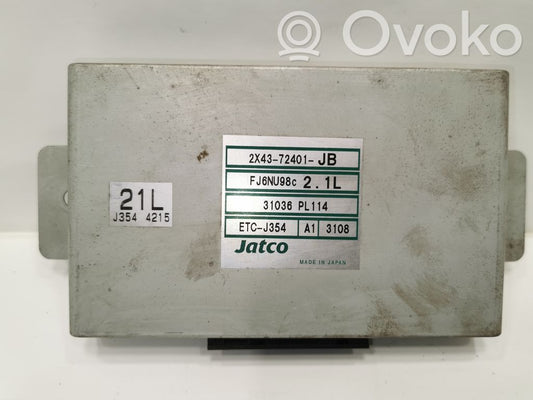 Ovoko
2X43-72401-JB
FJ6NU98c 2.1L
31036 PL114
ETC-J354 A1 3108
Jatco
MADE IN JAPAN
21L
J354 4215